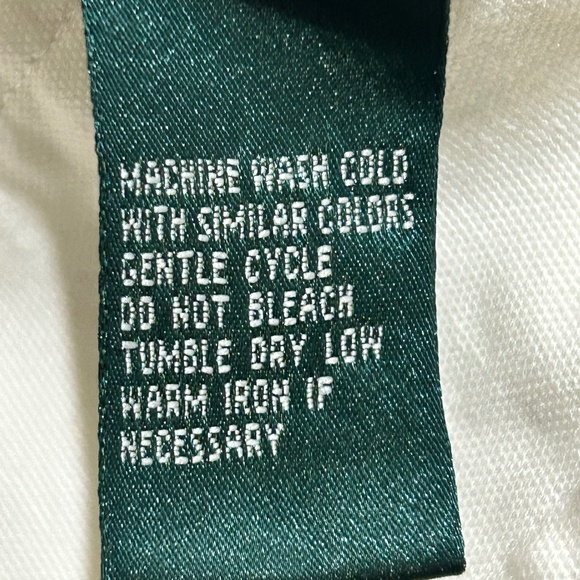 MACHINE WASH COLD
WITH SIMILAR COLORS
GENTLE CYCLE
DO NOT BLEACH
TUMBLE DRY LOW
WARM IRON IF
NECESSARY